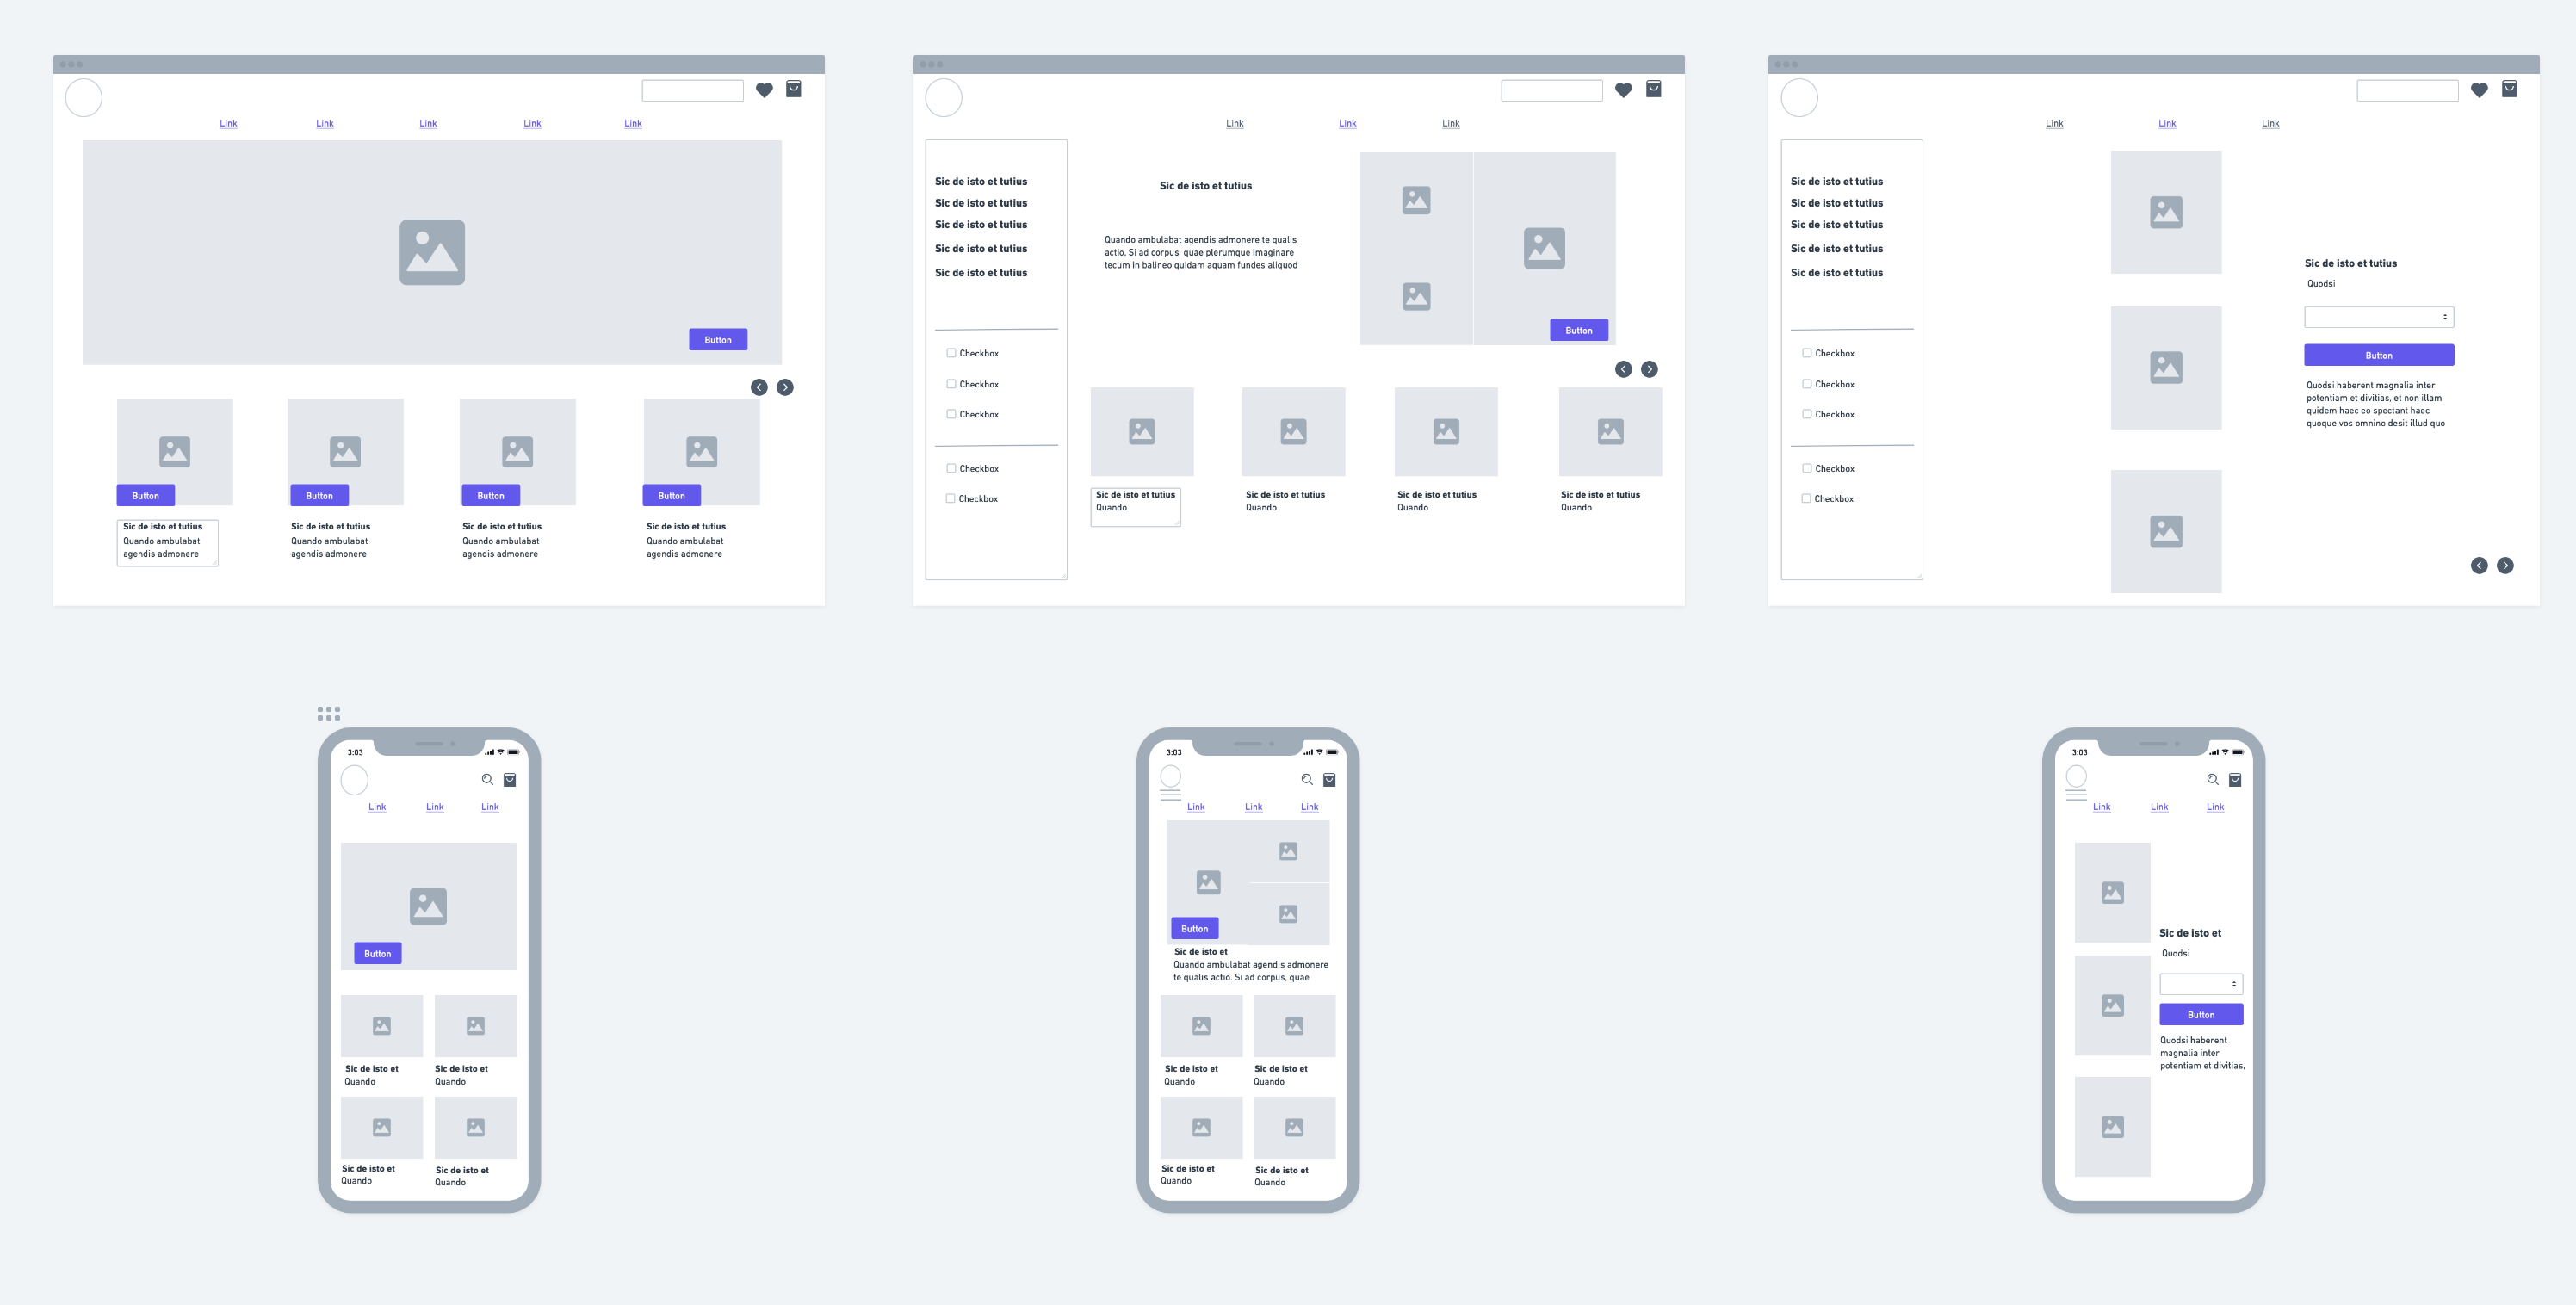 Link Link Link Link Link
Button
Button Button Button Button
Sic de isto et tutius
Quando ambulabat
agendis admonere
Sic de isto et tutius
Quando ambulabat
agendis admonere
Sic de isto et tutius
Quando ambulabat
agendis admonere
Sic de isto et tutius
Quando ambulabat
agendis admonere
Link Link Link
Sic de isto et tutius
Sic de isto et tutius
Sic de isto et tutius
Sic de isto et tutius
Sic de isto et tutius
Checkbox
Checkbox
Checkbox
Checkbox
Checkbox
Sic de isto et tutius
Quando ambulabat agendis admonere te qualis
actio. Si ad corpus, quae plerumque Imaginare
tecum in balineo quidam aquam fundes aliquod
Button
Sic de isto et tutius
Quando
Sic de isto et tutius
Quando
Sic de isto et tutius
Quando
Sic de isto et tutius
Quando
Link Link Link
Sic de isto et tutius
Sic de isto et tutius
Sic de isto et tutius
Sic de isto et tutius
Sic de isto et tutius
Checkbox
Checkbox
Checkbox
Checkbox
Checkbox
Sic de isto et tutius
Quodsi
Button
Quodsi haberent magnalia inter
potentiam et divitias, et non illam
quidem haec eo spectant haec
quoque vos omnino desit illud quo
3:03
Link Link Link
Button
Sic de isto et
Quando
Sic de isto et
Quando
Sic de isto et
Quando
Sic de isto et
Quando
3:03
Link Link Link
Button
Sic de isto et
Quando ambulabat agendis admonere
te qualis actio. Si ad corpus, quae
Sic de isto et
Quando
Sic de isto et
Quando
Sic de isto et
Quando
Sic de isto et
Quando
3:03
Link Link Link
Sic de isto et
Quodsi
Button
Quodsi haberent
magnalia inter
potentiam et divitias,